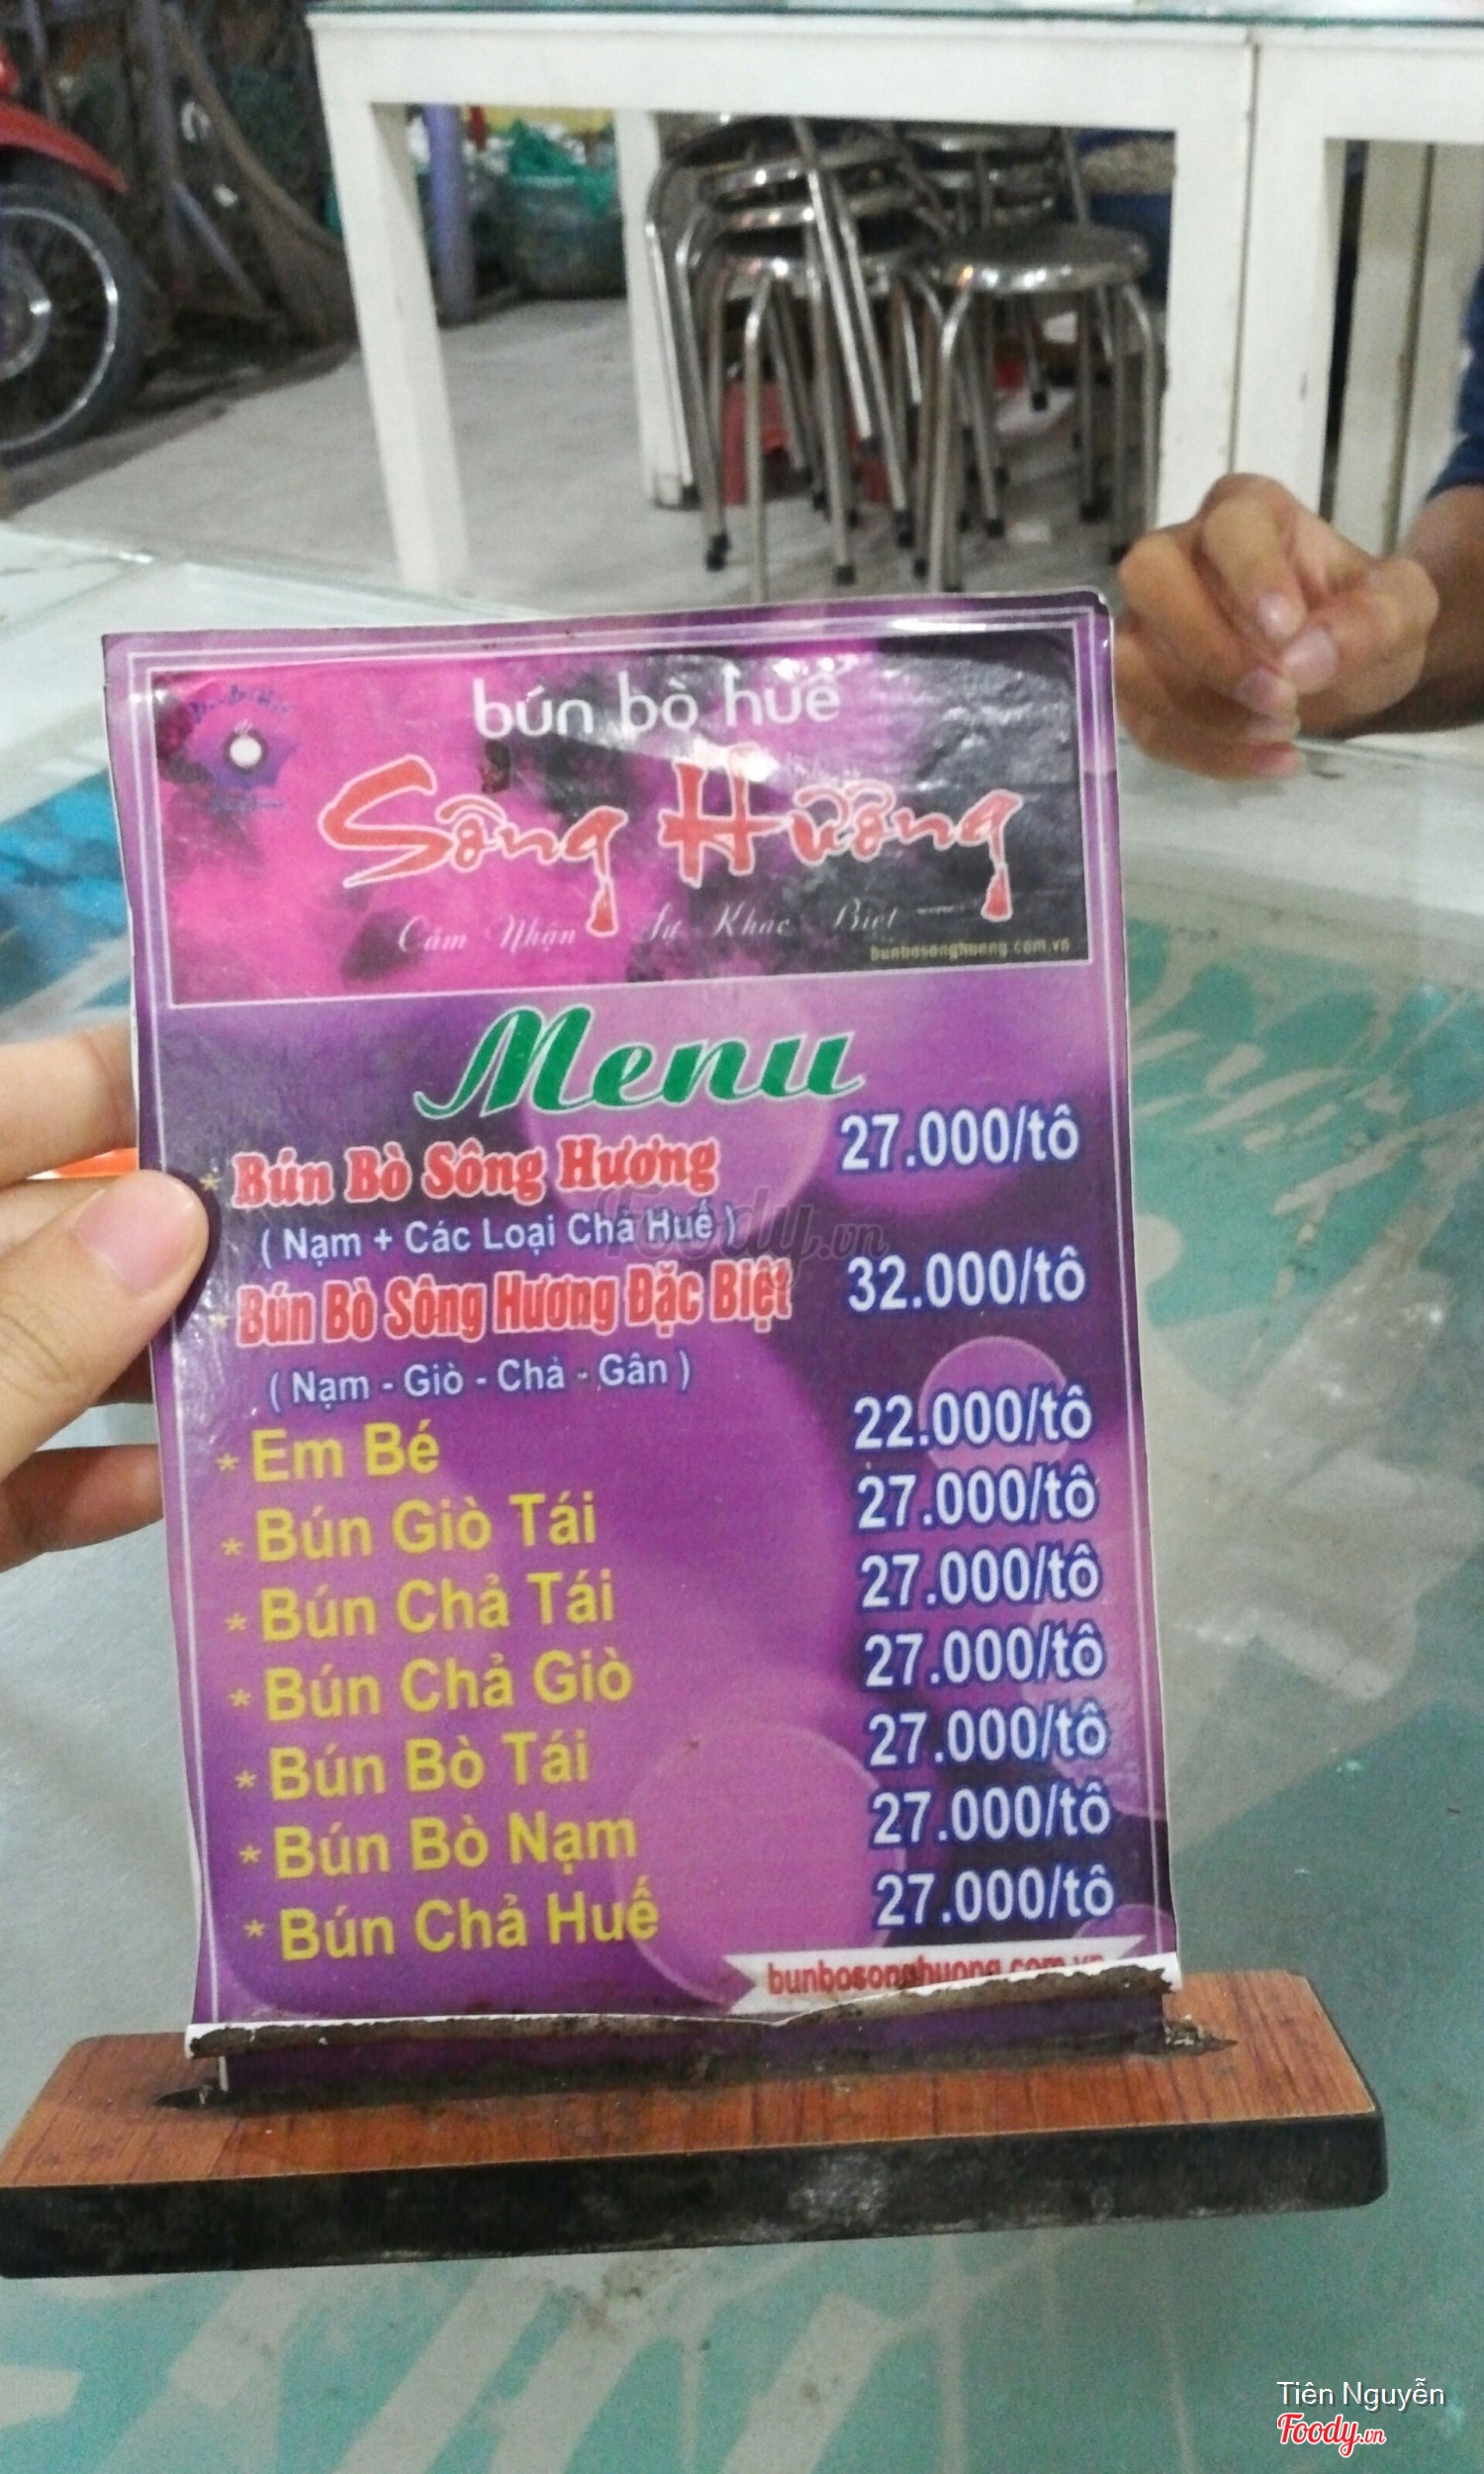 bún bò huế
Sông Hương
Cảm Nhận Sự Khác Biệt
bunbosonghuong.com.vn
Menu
* Bún Bò Sông Hương 27.000/tô
( Nạm + Các Loại Chả Huế )
* Bún Bò Sông Hương Đặc Biệt 32.000/tô
( Nạm - Giò - Chả - Gân )
* Em Bé 22.000/tô
* Bún Giò Tái 27.000/tô
* Bún Chả Tái 27.000/tô
* Bún Chả Giò 27.000/tô
* Bún Bò Tái 27.000/tô
* Bún Bò Nạm 27.000/tô
* Bún Chả Huế 27.000/tô
bunbosonghuong.com.vn
Foody.vn
Tiên Nguyễn
Foody.vn